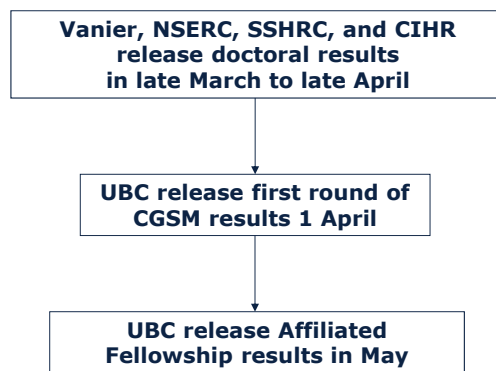 Vanier, NSERC, SSHRC, and CIHR
release doctoral results
in late March to late April
UBC release first round of
CGSM results 1 April
UBC release Affiliated
Fellowship results in May